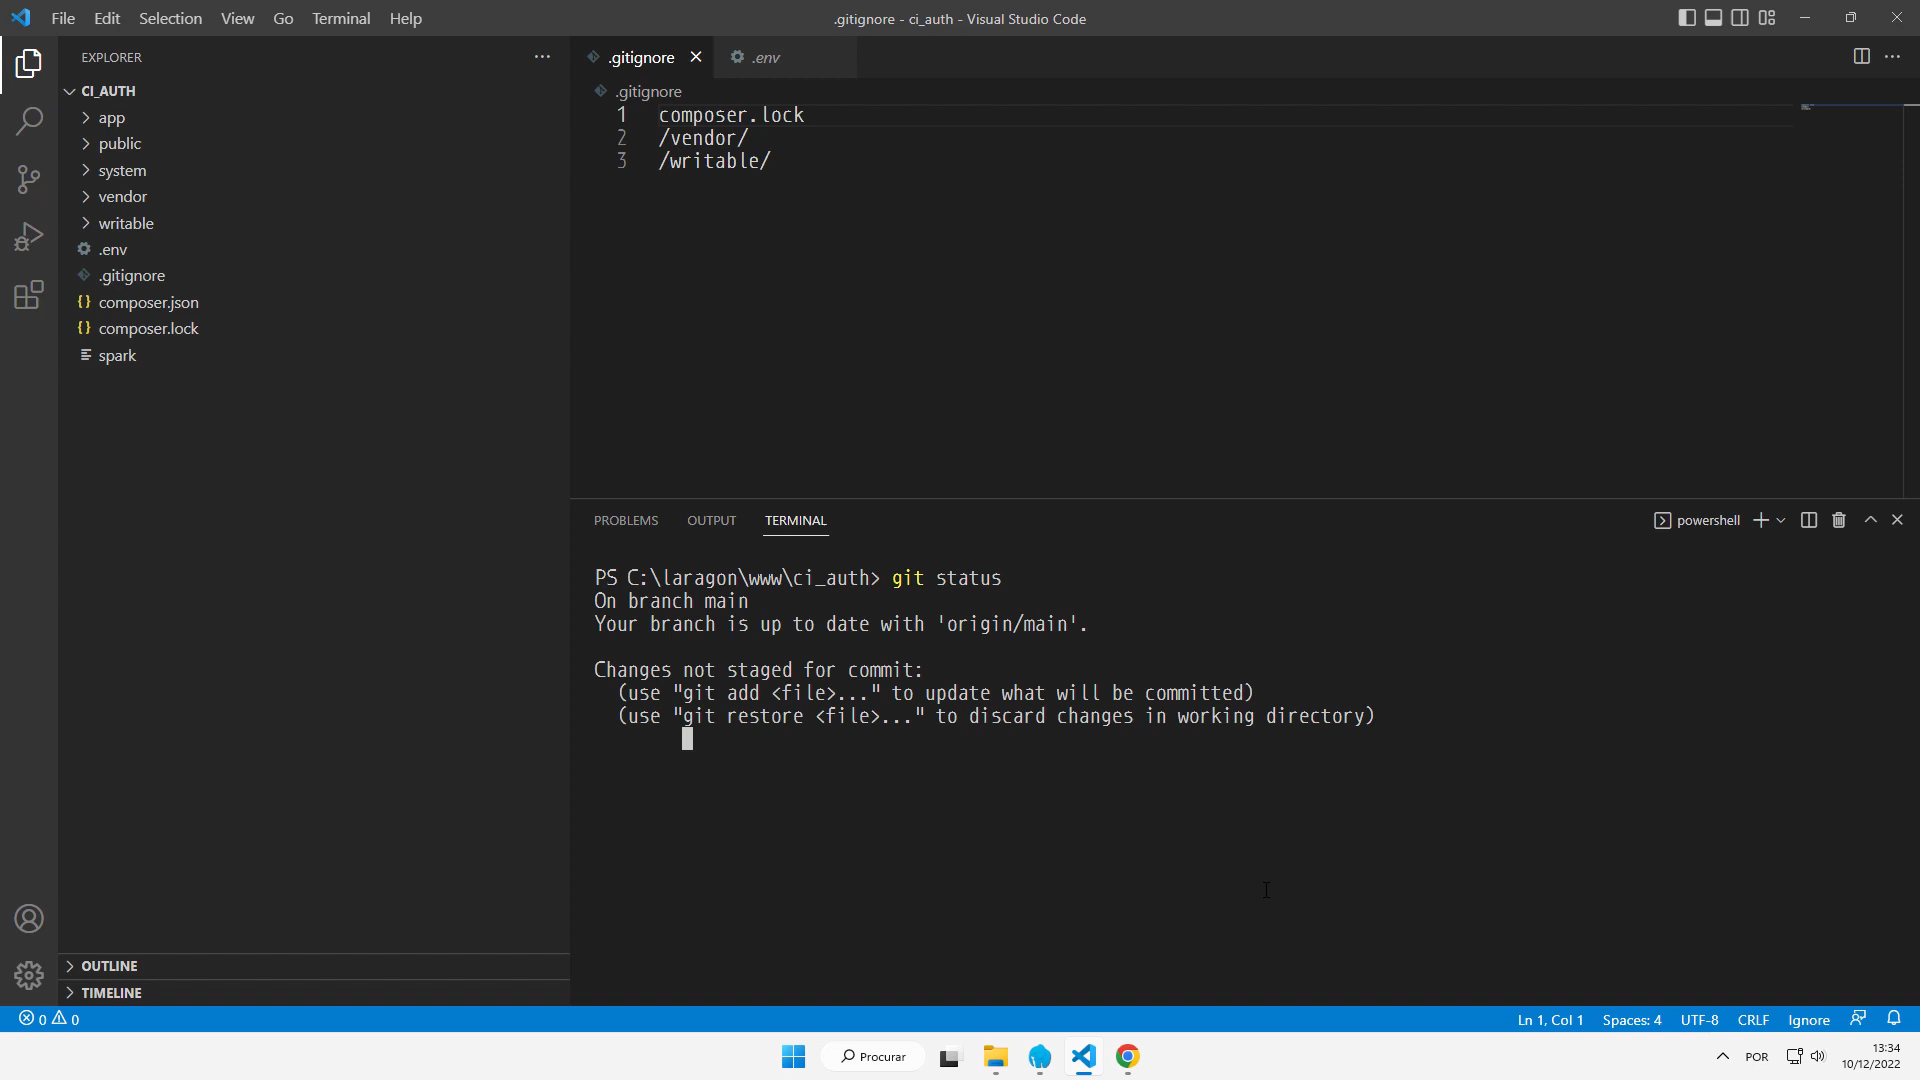 File Edit Selection View Go Terminal Help
.gitignore - ci_auth - Visual Studio Code
EXPLORER
CI_AUTH
app
public
system
vendor
writable
.env
.gitignore
composer.json
composer.lock
spark
OUTLINE
TIMELINE
.gitignore
.env
.gitignore
1 composer.lock
2 /vendor/
3 /writable/
PROBLEMS OUTPUT TERMINAL
powershell
PS C:\laragon\www\ci_auth> git status
On branch main
Your branch is up to date with 'origin/main'.
Changes not staged for commit:
(use "git add <file>..." to update what will be committed)
(use "git restore <file>..." to discard changes in working directory)
0 0
Ln 1, Col 1 Spaces: 4 UTF-8 CRLF Ignore
Procurar
POR
13:34
10/12/2022